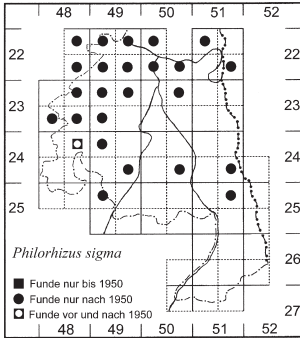 48 49 50 51 52
22 22
23 23
24 24
25 25
26
27
Philorhizus sigma
Funde nur bis 1950
Funde nur nach 1950
Funde vor und nach 1950
48 49 50 51 52